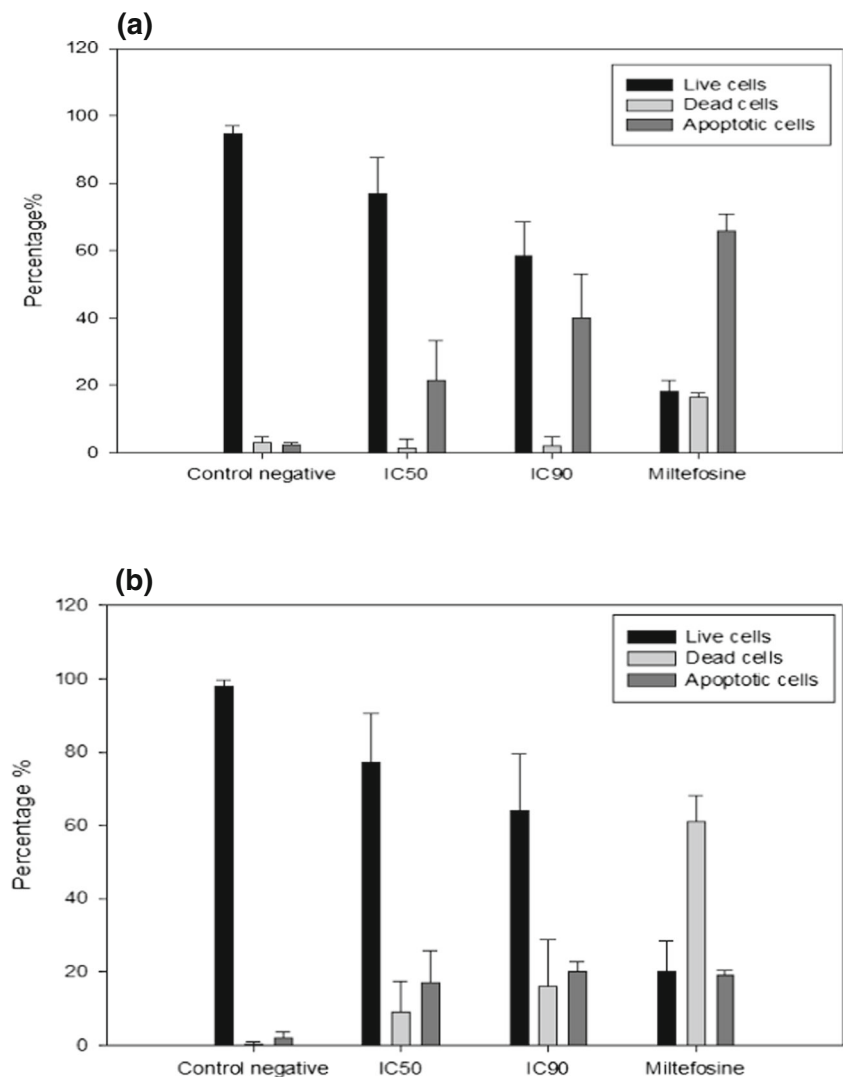 (a)
120
100
80
60
40
20
0
Percentage%
Live cells
Dead cells
Apoptotic cells
Control negative IC50 IC90 Miltefosine
(b)
120
100
80
60
40
20
0
Percentage %
Live cells
Dead cells
Apoptotic cells
Control negative IC50 IC90 Miltefosine